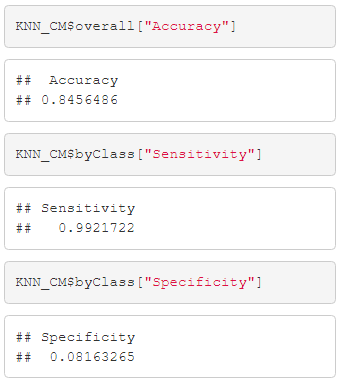 KNN_CM$overall["Accuracy"]
##  Accuracy
## 0.8456486
KNN_CM$byClass["Sensitivity"]
## Sensitivity
##   0.9921722
KNN_CM$byClass["Specificity"]
## Specificity
##  0.08163265